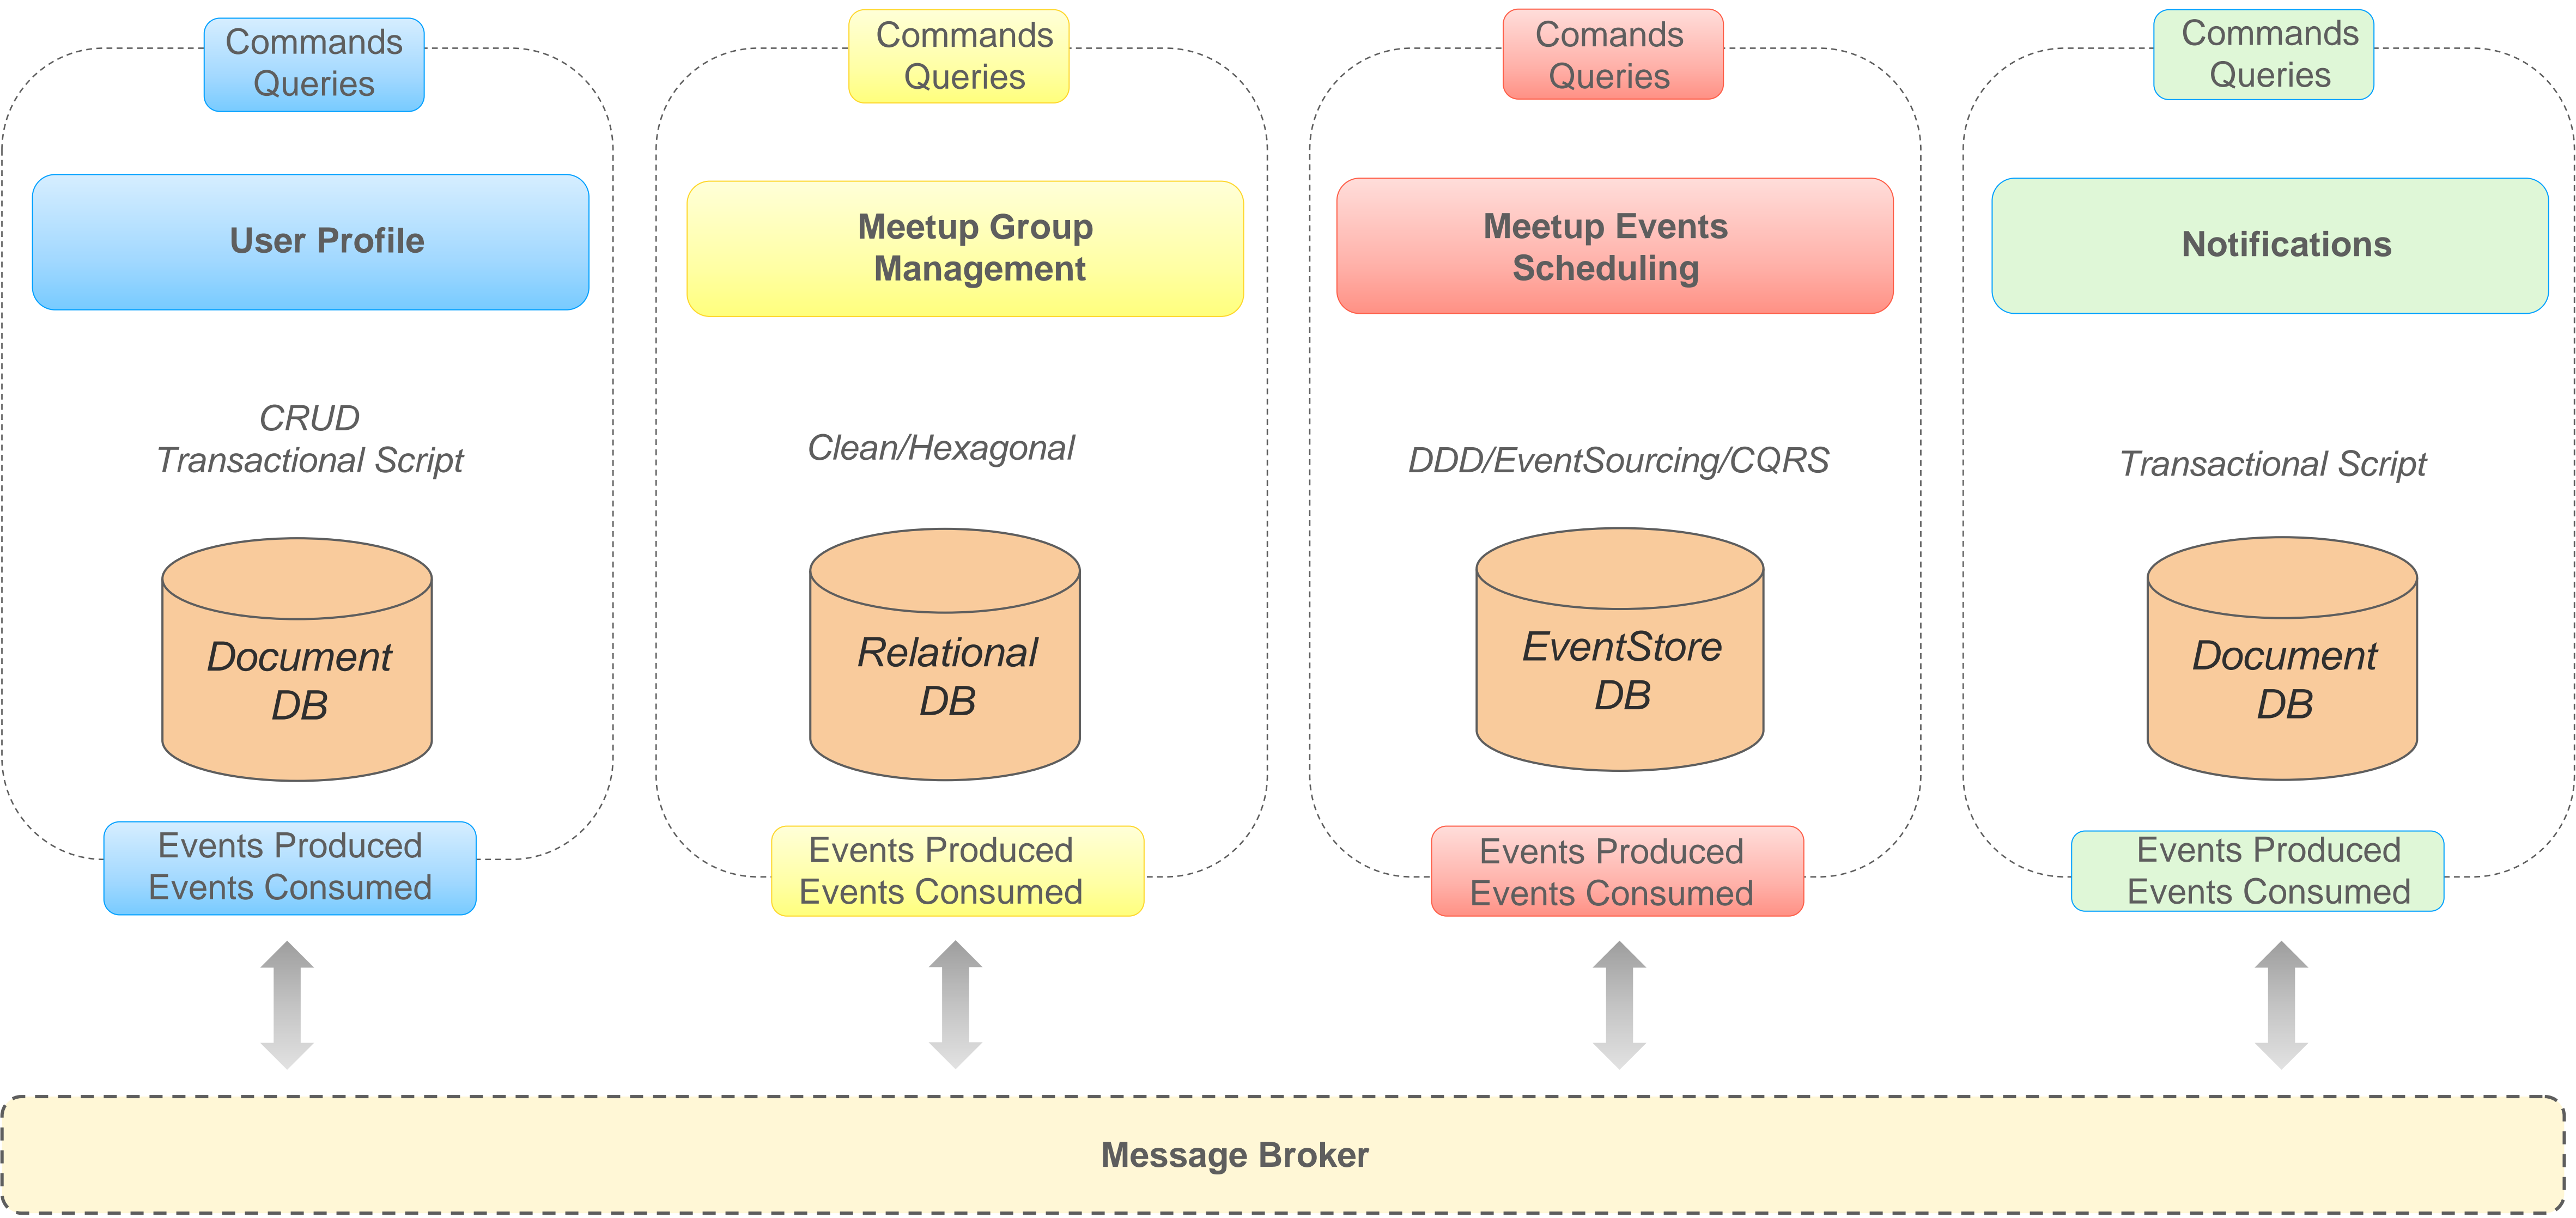 Commands
Queries
User Profile
CRUD
Transactional Script
Document
DB
Events Produced
Events Consumed
Commands
Queries
Meetup Group
Management
Clean/Hexagonal
Relational
DB
Events Produced
Events Consumed
Comands
Queries
Meetup Events
Scheduling
DDD/EventSourcing/CQRS
EventStore
DB
Events Produced
Events Consumed
Commands
Queries
Notifications
Transactional Script
Document
DB
Events Produced
Events Consumed
Message Broker